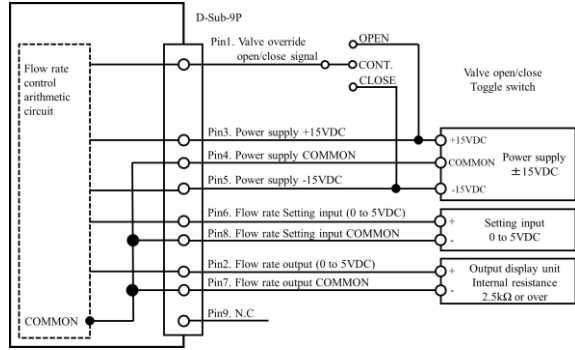 D-Sub-9P
Pin1. Valve override
open/close signal
OPEN
CONT.
CLOSE
Valve open/close
Toggle switch
Flow rate
control
arithmetic
circuit
Pin3. Power supply +15VDC
Pin4. Power supply COMMON
Pin5. Power supply -15VDC
+15VDC
COMMON
-15VDC
Power supply
±15VDC
Pin6. Flow rate Setting input (0 to 5VDC)
Pin8. Flow rate Setting input COMMON
+
-
Setting input
0 to 5VDC
Pin2. Flow rate output (0 to 5VDC)
Pin7. Flow rate output COMMON
+
-
Output display unit
Internal resistance
2.5kΩ or over
Pin9. N.C
COMMON